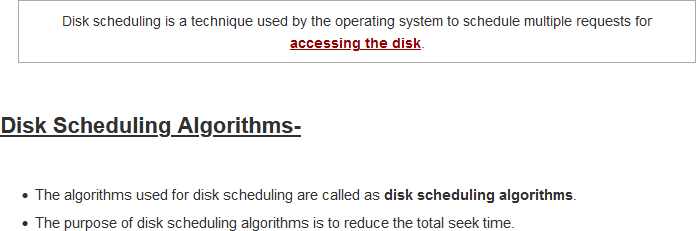 Disk scheduling is a technique used by the operating system to schedule multiple requests for
accessing the disk.
Disk Scheduling Algorithms-
The algorithms used for disk scheduling are called as disk scheduling algorithms.
The purpose of disk scheduling algorithms is to reduce the total seek time.